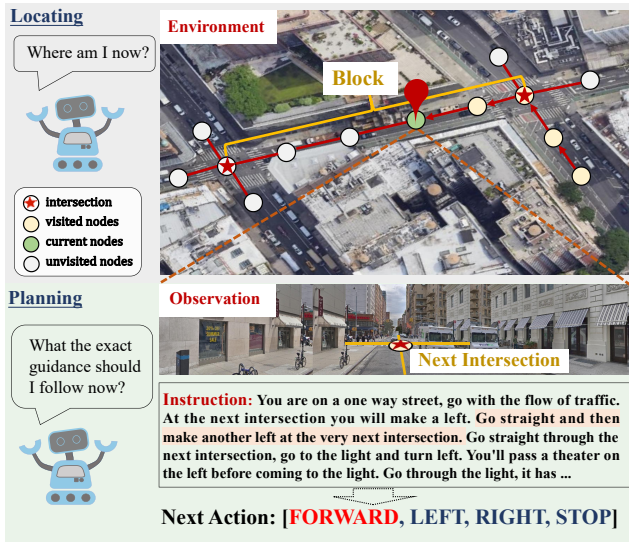 Locating
Where am I now?
Environment
Block
intersection
visited nodes
current nodes
unvisited nodes
Planning
What the exact
guidance should
I follow now?
Observation
Next Intersection
Instruction: You are on a one way street, go with the flow of traffic.
At the next intersection you will make a left. Go straight and then
make another left at the very next intersection. Go straight through the
next intersection, go to the light and turn left. You'll pass a theater on
the left before coming to the light. Go through the light, it has ...
Next Action: [FORWARD, LEFT, RIGHT, STOP]